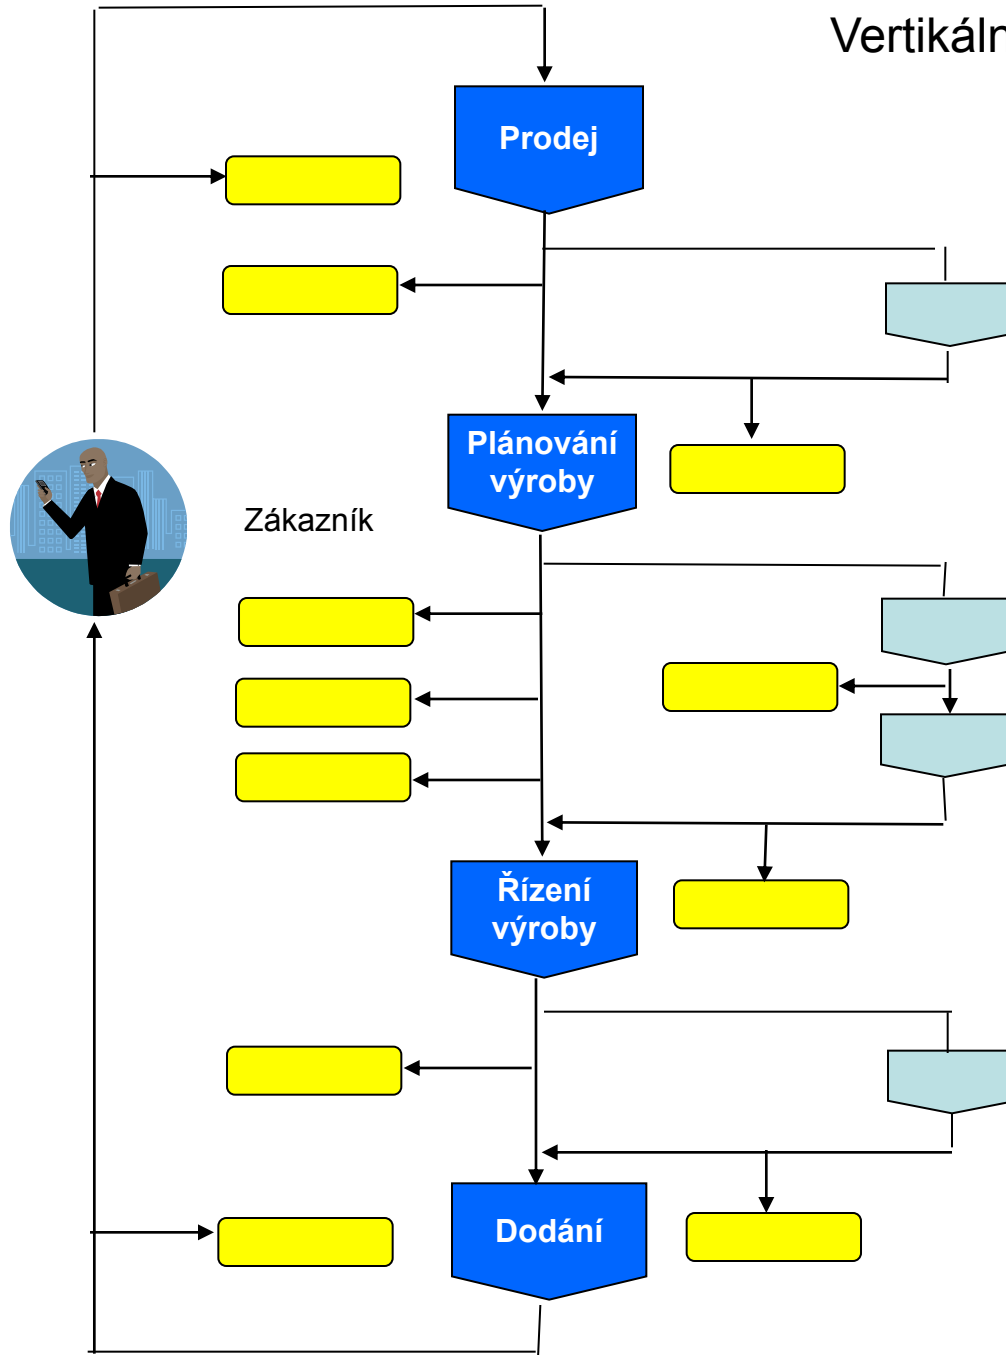 Vertikáln
Prodej
Plánování
výroby
Zákazník
Řízení
výroby
Dodání